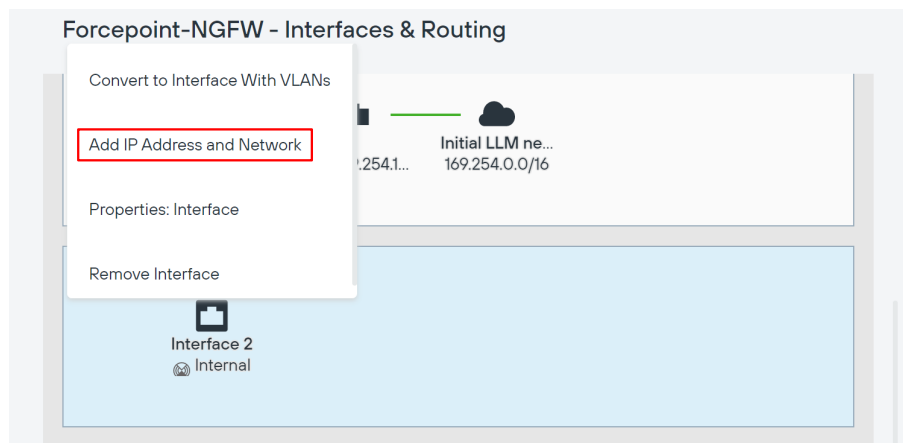 Forcepoint-NGFW - Interfaces & Routing
Convert to Interface With VLANs
Add IP Address and Network
Properties: Interface
Remove Interface
Initial LLM ne...
.254.1...
169.254.0.0/16
Interface 2
Internal